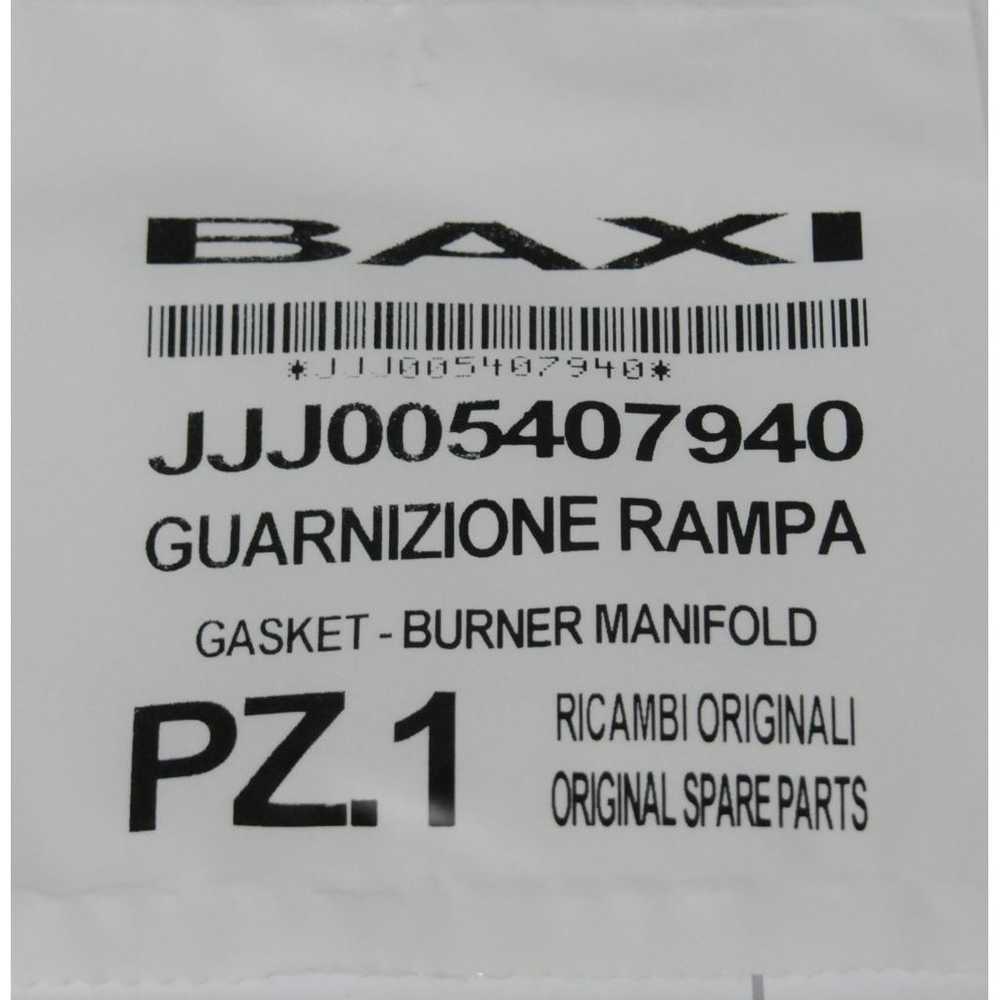 BAXI
*JJJ005407940*
JJJ005407940
GUARNIZIONE RAMPA
GASKET - BURNER MANIFOLD
PZ.1
RICAMBI ORIGINALI
ORIGINAL SPARE PARTS